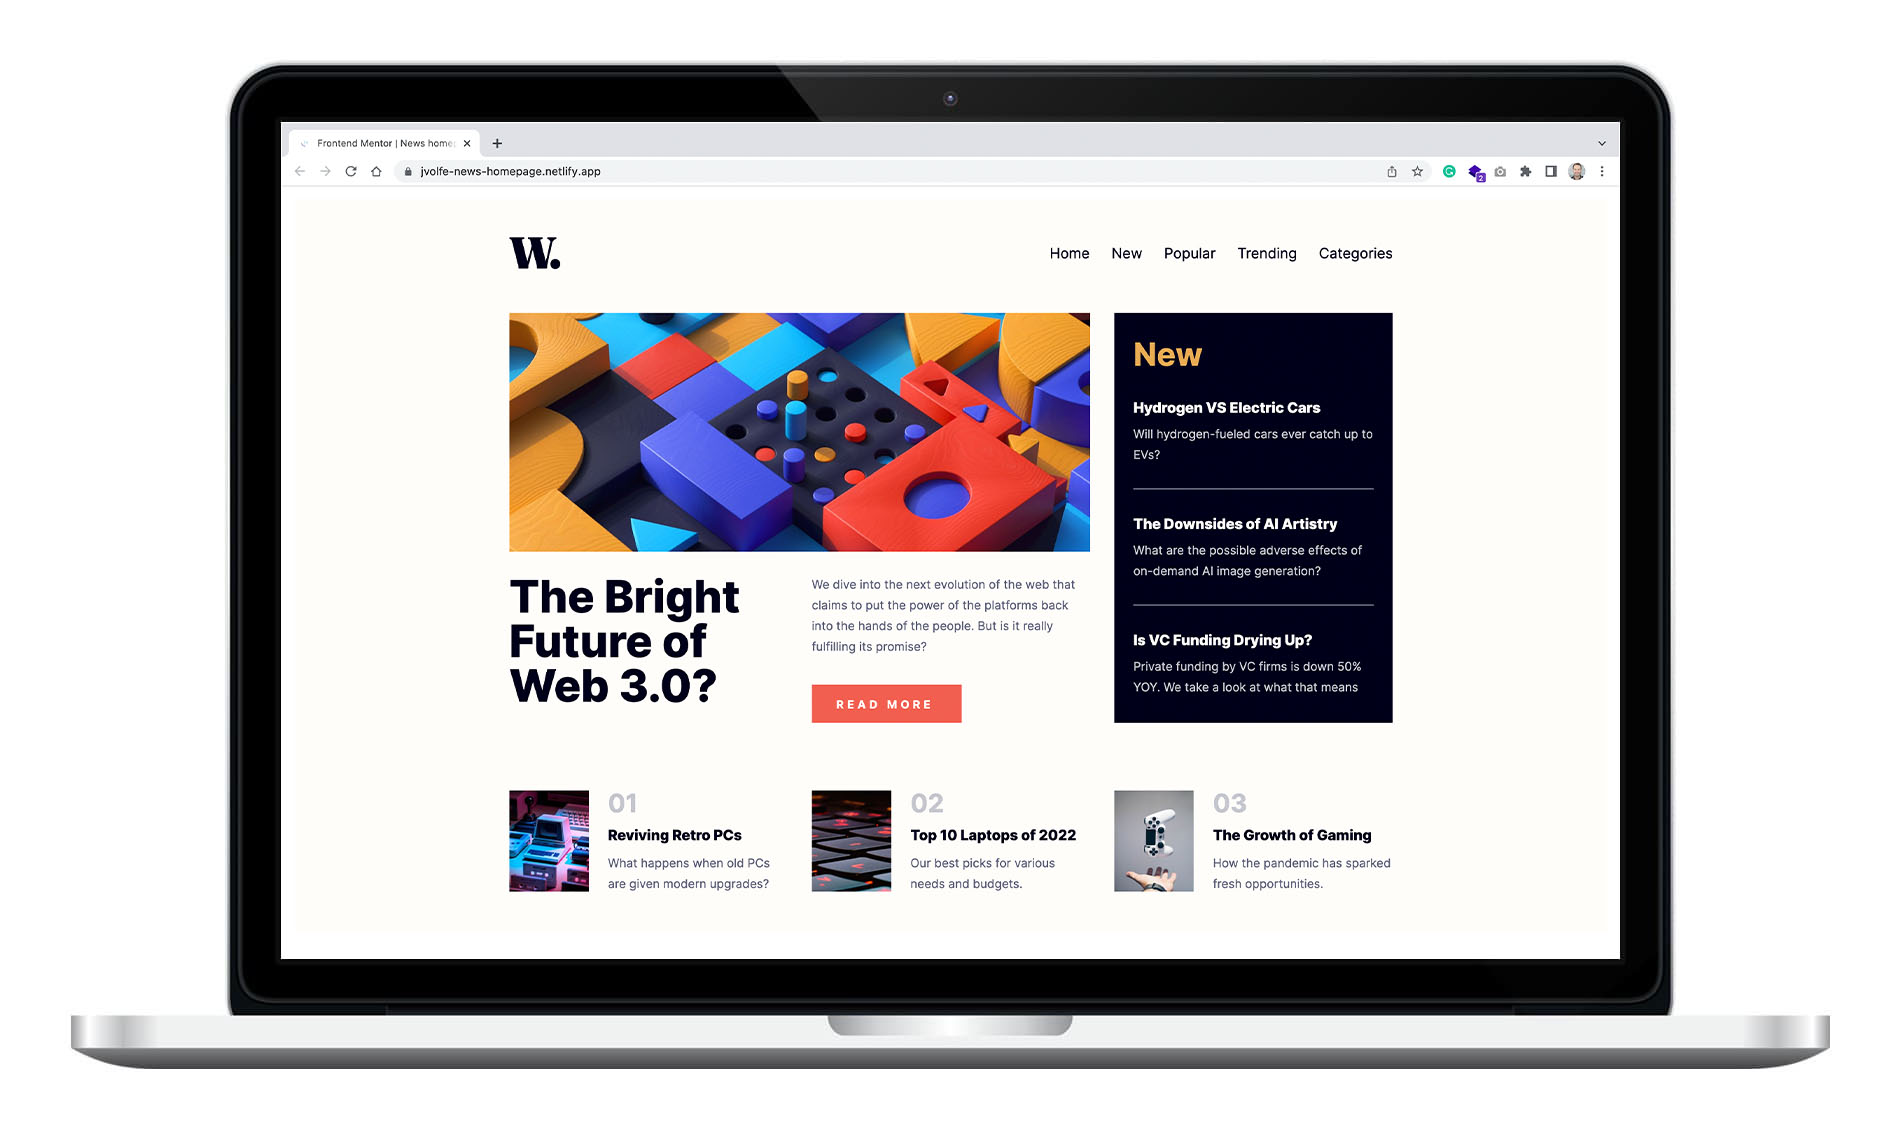 Frontend Mentor | News home
jvolfe-news-homepage.netlify.app
2
W.
Home New Popular Trending Categories
New
Hydrogen VS Electric Cars
Will hydrogen-fueled cars ever catch up to
EVs?
The Downsides of AI Artistry
What are the possible adverse effects of
on-demand AI image generation?
Is VC Funding Drying Up?
Private funding by VC firms is down 50%
YOY. We take a look at what that means
The Bright
Future of
Web 3.0?
We dive into the next evolution of the web that
claims to put the power of the platforms back
into the hands of the people. But is it really
fulfilling its promise?
READ MORE
01
Reviving Retro PCs
What happens when old PCs
are given modern upgrades?
02
Top 10 Laptops of 2022
Our best picks for various
needs and budgets.
03
The Growth of Gaming
How the pandemic has sparked
fresh opportunities.